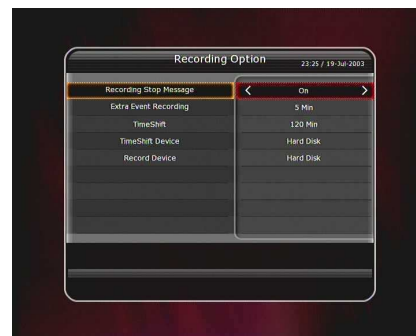 Recording Option
23:25 / 19-Jul-2003
Recording Stop Message On
Extra Event Recording 5 Min
TimeShift 120 Min
TimeShift Device Hard Disk
Record Device Hard Disk